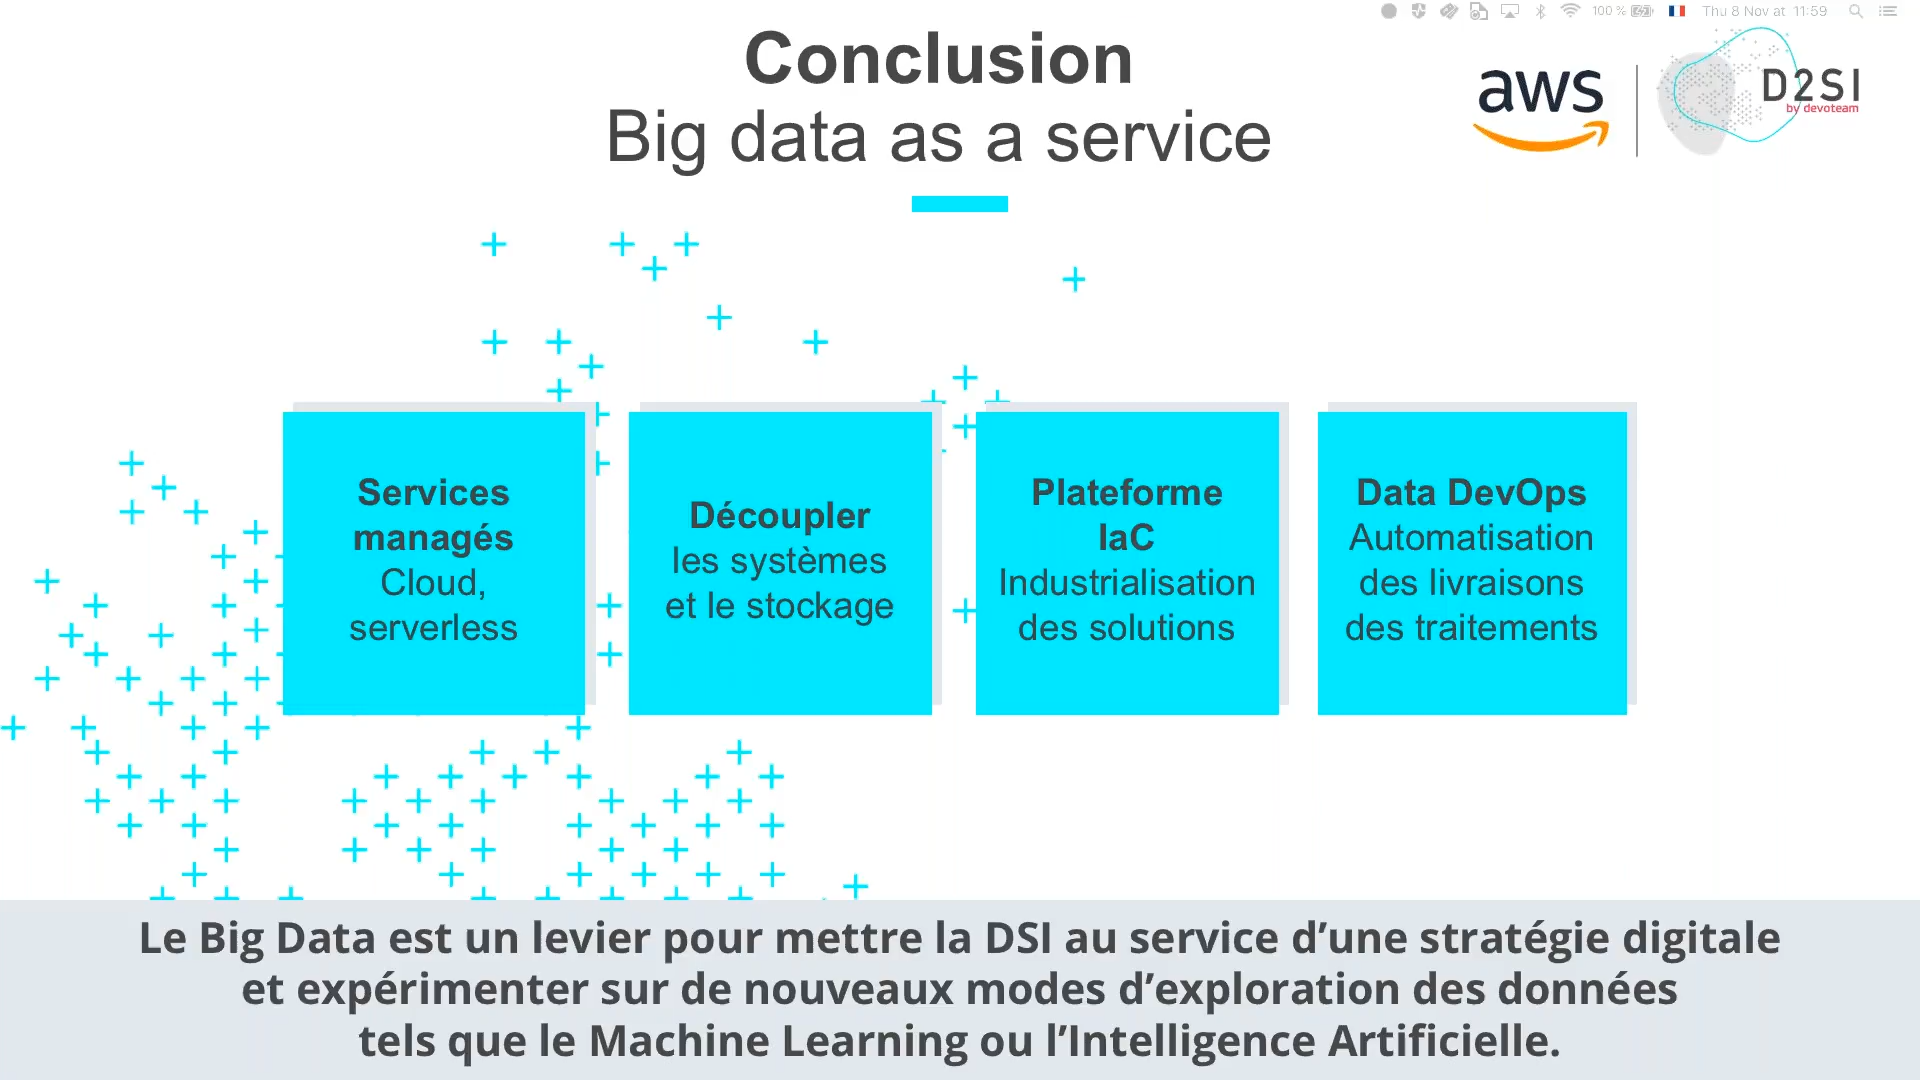 100 % Thu 8 Nov at 11:59
Conclusion
Big data as a service
aws
D2SI
by devoteam
Services
managés
Cloud,
serverless
Découpler
les systèmes
et le stockage
Plateforme
IaC
Industrialisation
des solutions
Data DevOps
Automatisation
des livraisons
des traitements
Le Big Data est un levier pour mettre la DSI au service d’une stratégie digitale
et expérimenter sur de nouveaux modes d’exploration des données
tels que le Machine Learning ou l’Intelligence Artificielle.